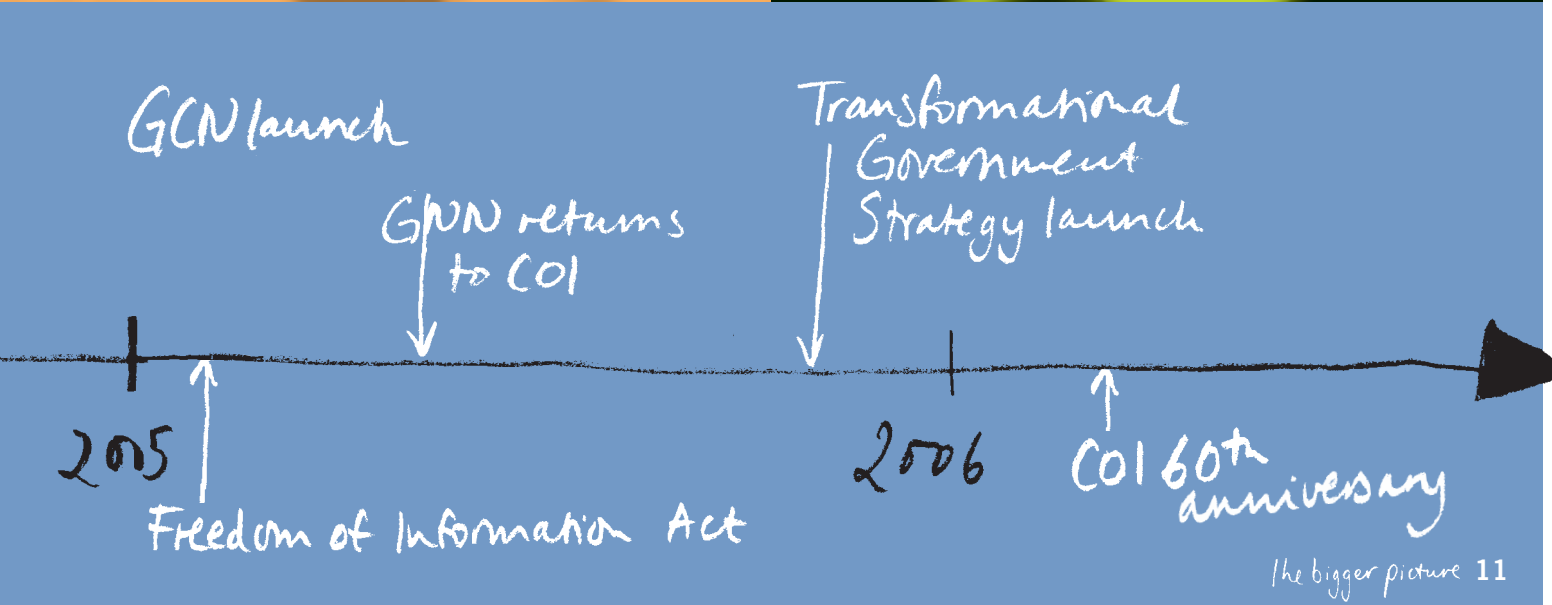 GCN launch
GNN returns
to COI
Transformational
Government
Strategy launch
2005
2006
Freedom of Information Act
COI 60th
anniversary
the bigger picture 11